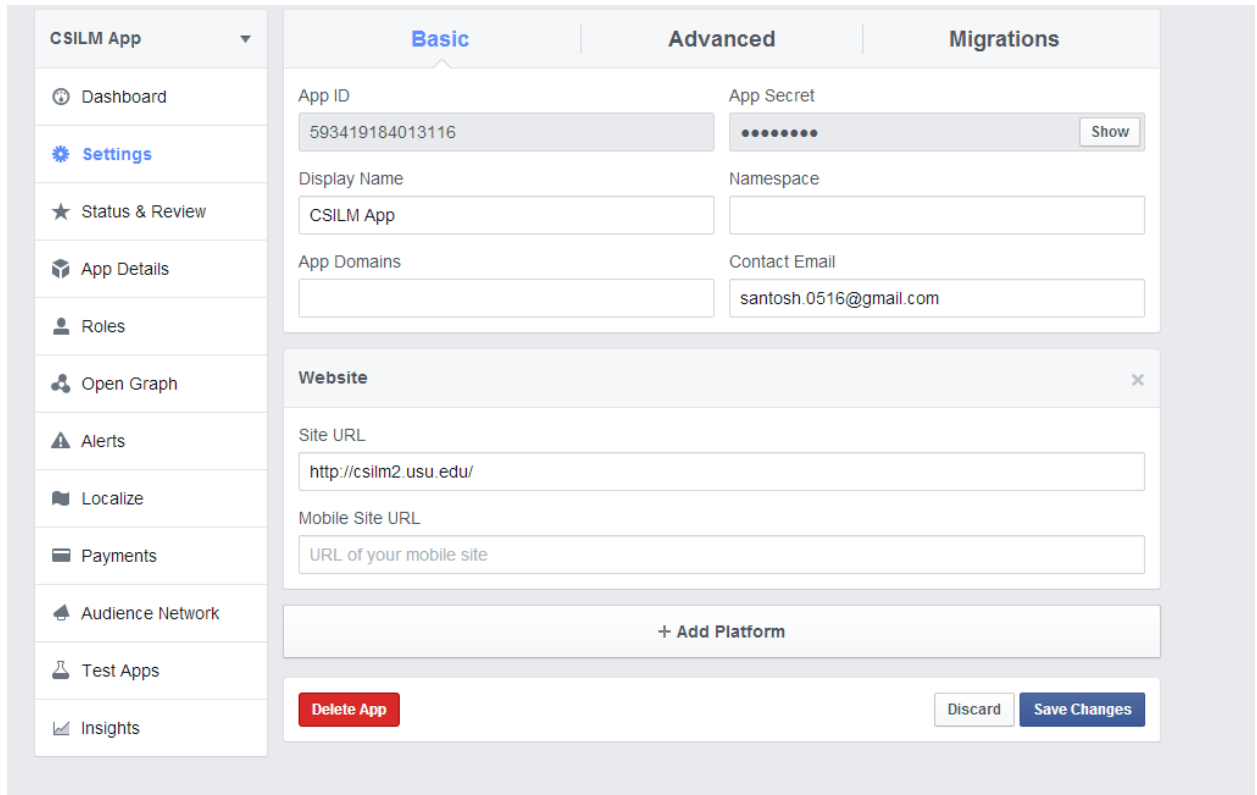 CSILM App
Dashboard
Settings
Status & Review
App Details
Roles
Open Graph
Alerts
Localize
Payments
Audience Network
Test Apps
Insights
Basic Advanced Migrations
App ID App Secret
593419184013116 •••••••• Show
Display Name Namespace
CSILM App
App Domains Contact Email
santosh.0516@gmail.com
Website ×
Site URL
http://csilm2.usu.edu/
Mobile Site URL
URL of your mobile site
+ Add Platform
Delete App Discard Save Changes